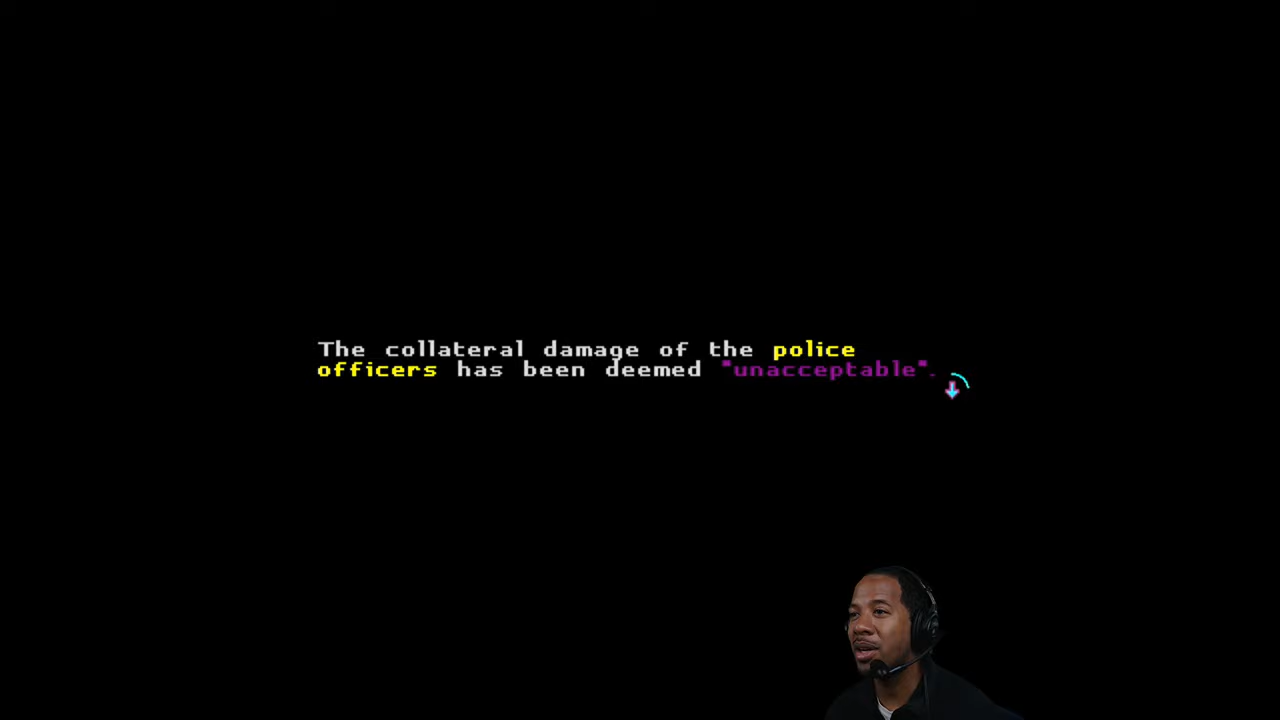 The collateral damage of the police
officers has been deemed "unacceptable".